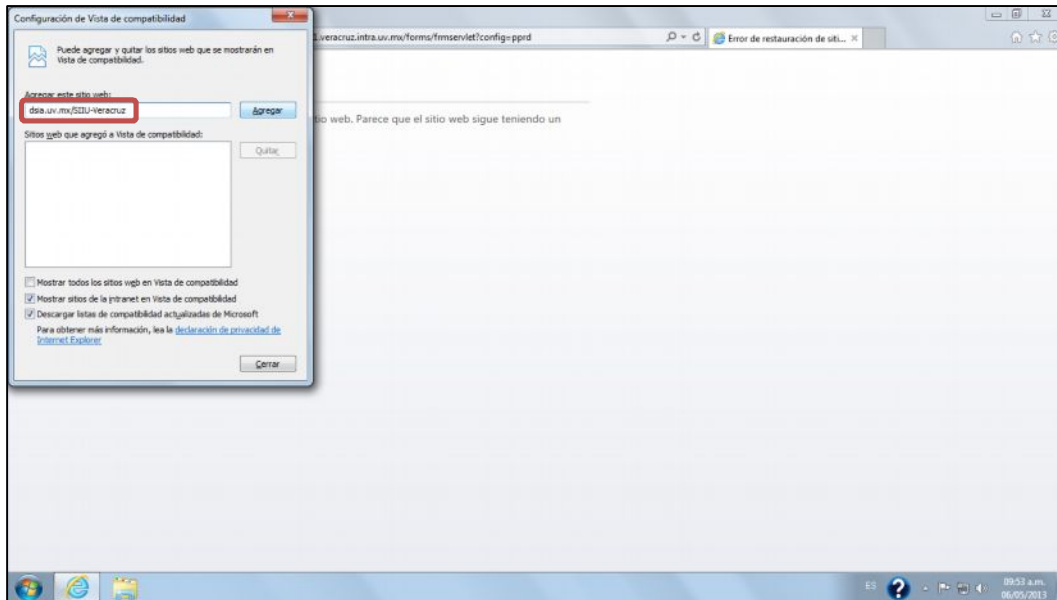 Configuración de Vista de compatibilidad
Puede agregar y quitar los sitios web que se mostrarán en
Vista de compatibilidad.
Agregar este sitio web:
dsia.uv.mx/SIIU-Veracruz
Agregar
Sitios web que agregó a Vista de compatibilidad:
Quitar
Mostrar todos los sitios web en Vista de compatibilidad
Mostrar sitios de la intranet en Vista de compatibilidad
Descargar listas de compatibilidad actualizadas de Microsoft
Para obtener más información, lea la declaración de privacidad de
Internet Explorer
Cerrar
1.veracruz.intra.uv.mx/forms/frmservlet?config=pprd
Error de restauración de siti...
tio web. Parece que el sitio web sigue teniendo un
ES
09:53 a.m.
06/05/2013